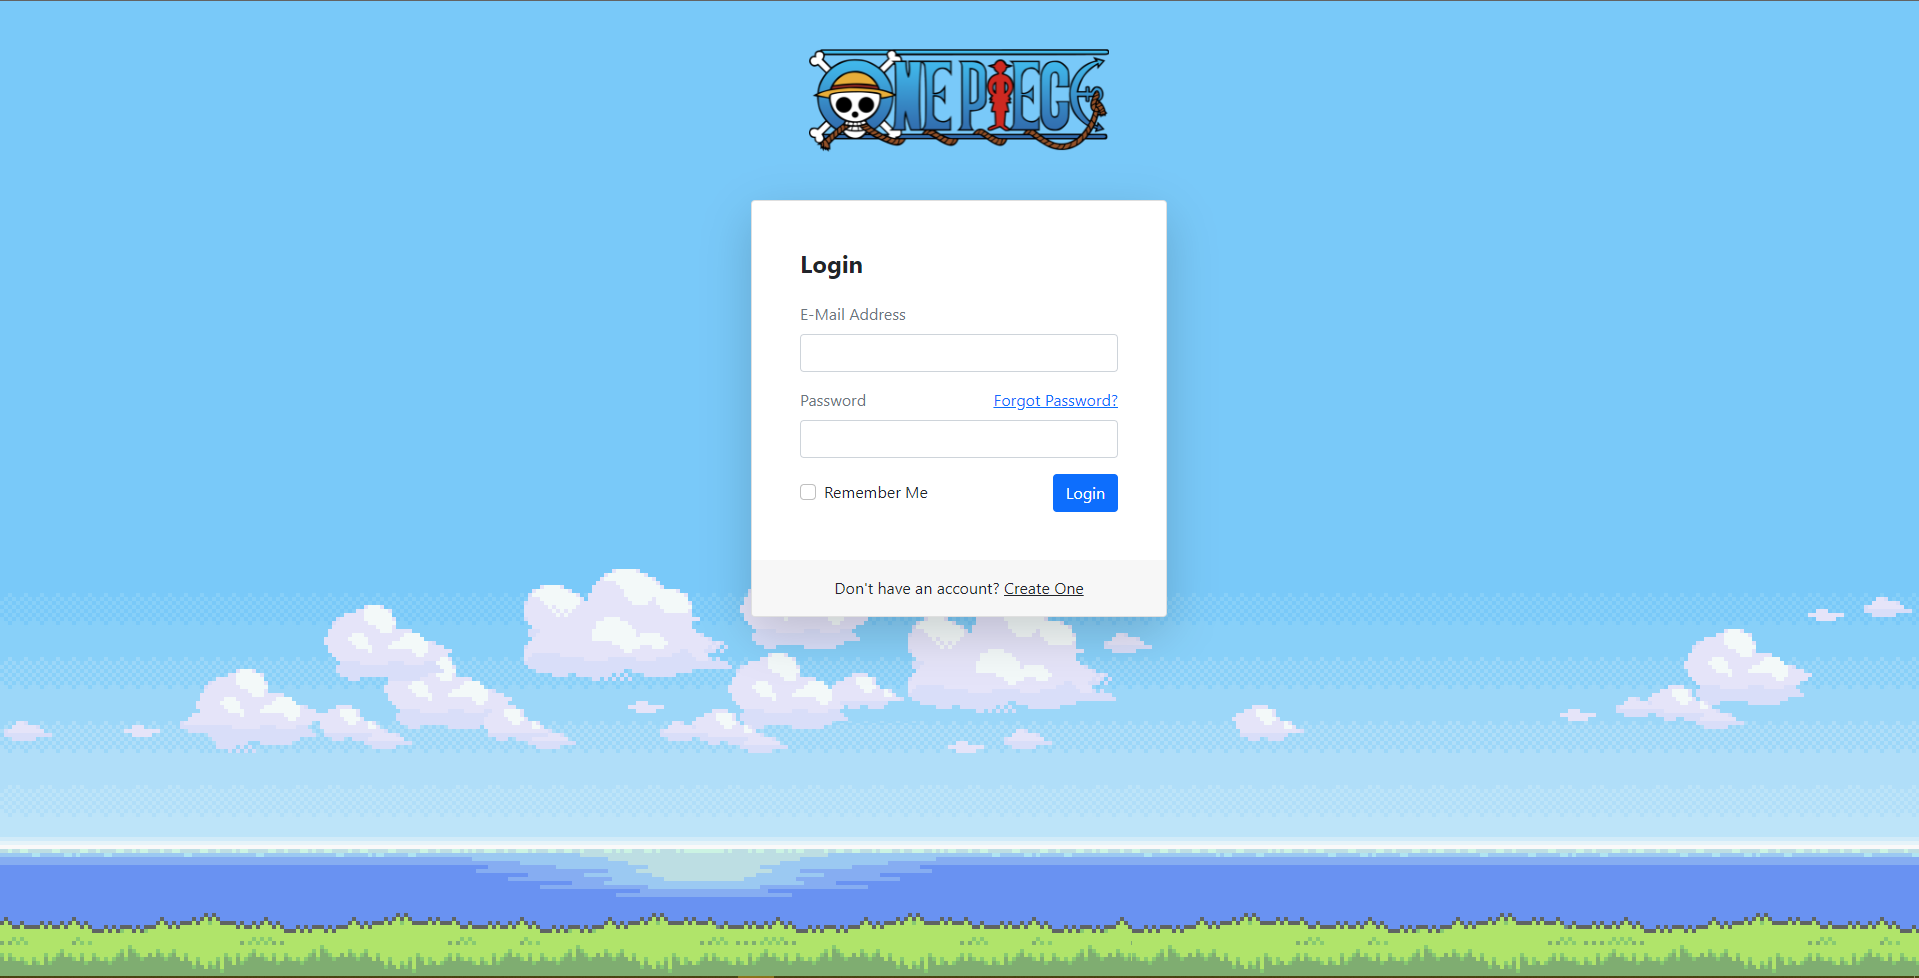 ONE PIECE
Login
E-Mail Address
Password Forgot Password?
Remember Me Login
Don't have an account? Create One